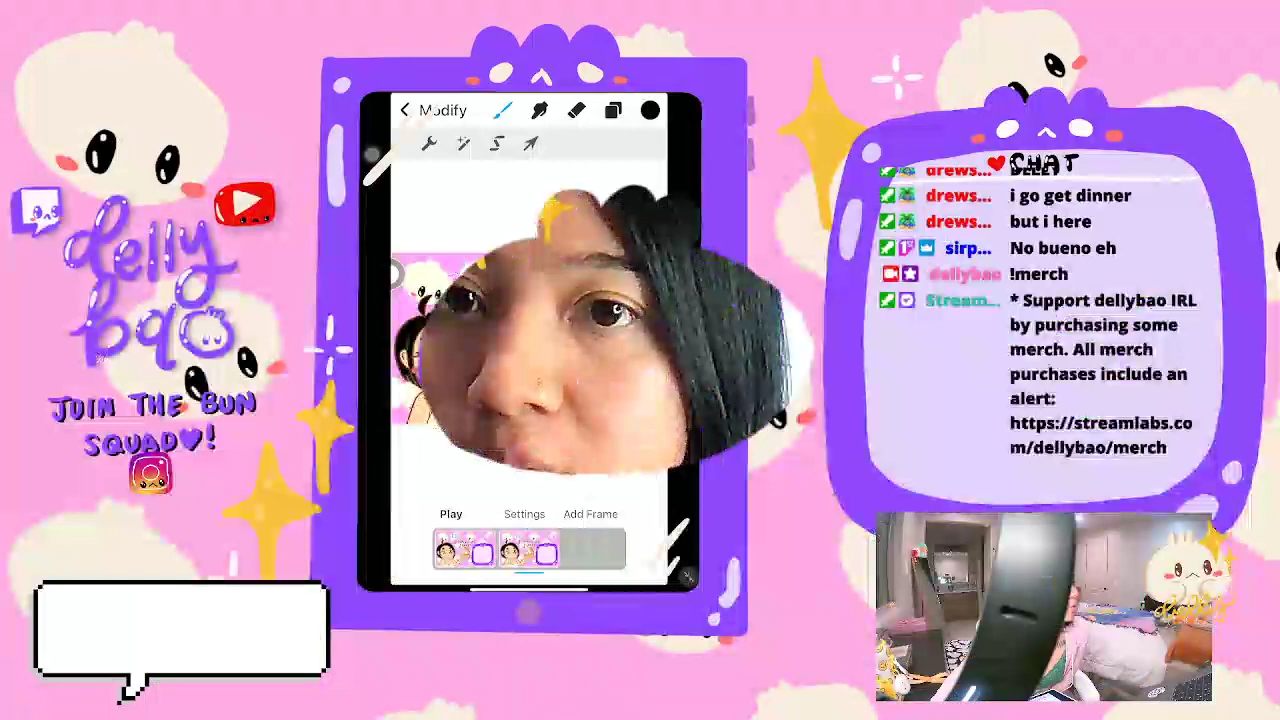 delly
bao
JOIN THE BUN
SQUAD♥!
Modify
Play
Settings
Add Frame
CHAT
drews...
drews... i go get dinner
drews... but i here
sirp... No bueno eh
dellybao !merch
Stream... * Support dellybao IRL
by purchasing some
merch. All merch
purchases include an
alert:
https://streamlabs.co
m/dellybao/merch